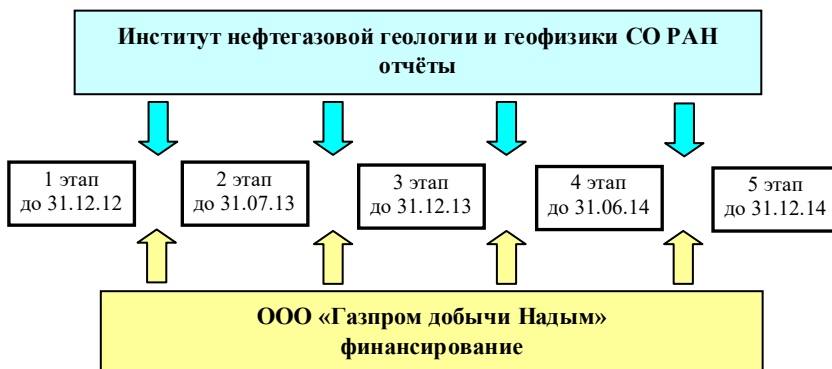 Институт нефтегазовой геологии и геофизики СО РАН
отчёты
1 этап
до 31.12.12
2 этап
до 31.07.13
3 этап
до 31.12.13
4 этап
до 31.06.14
5 этап
до 31.12.14
ООО «Газпром добычи Надым»
финансирование